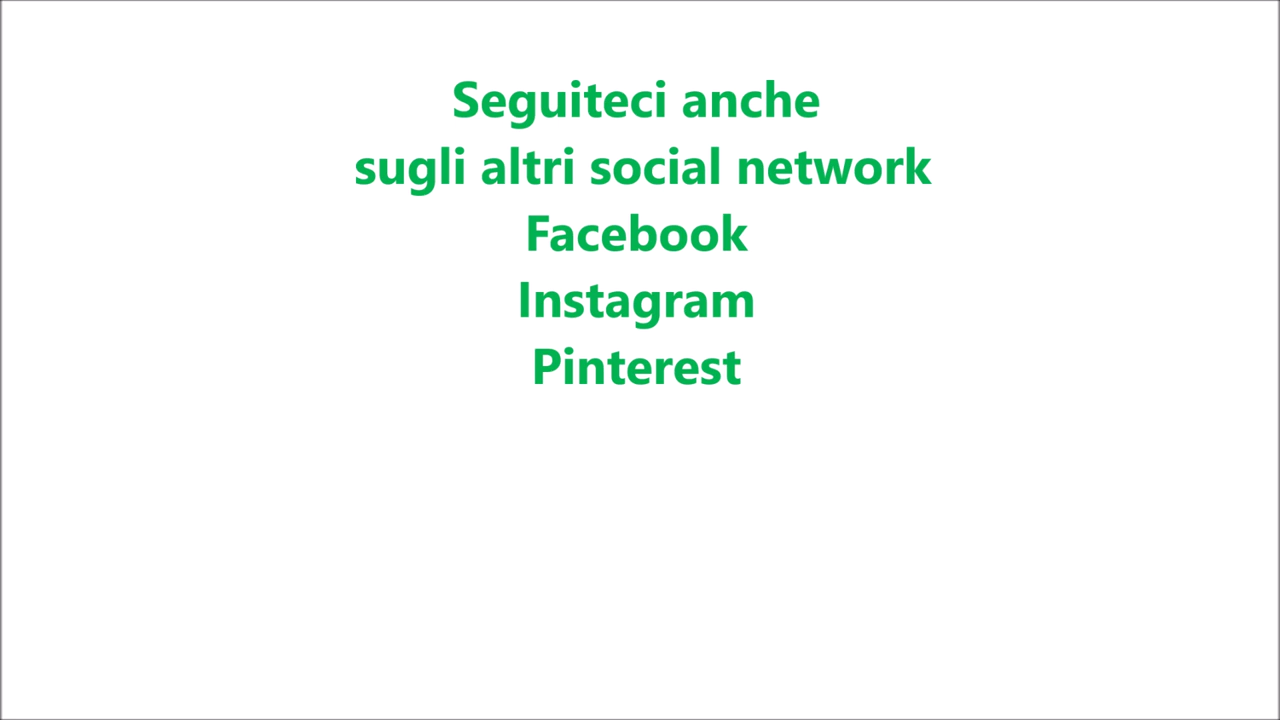 Seguiteci anche
sugli altri social network
Facebook
Instagram
Pinterest